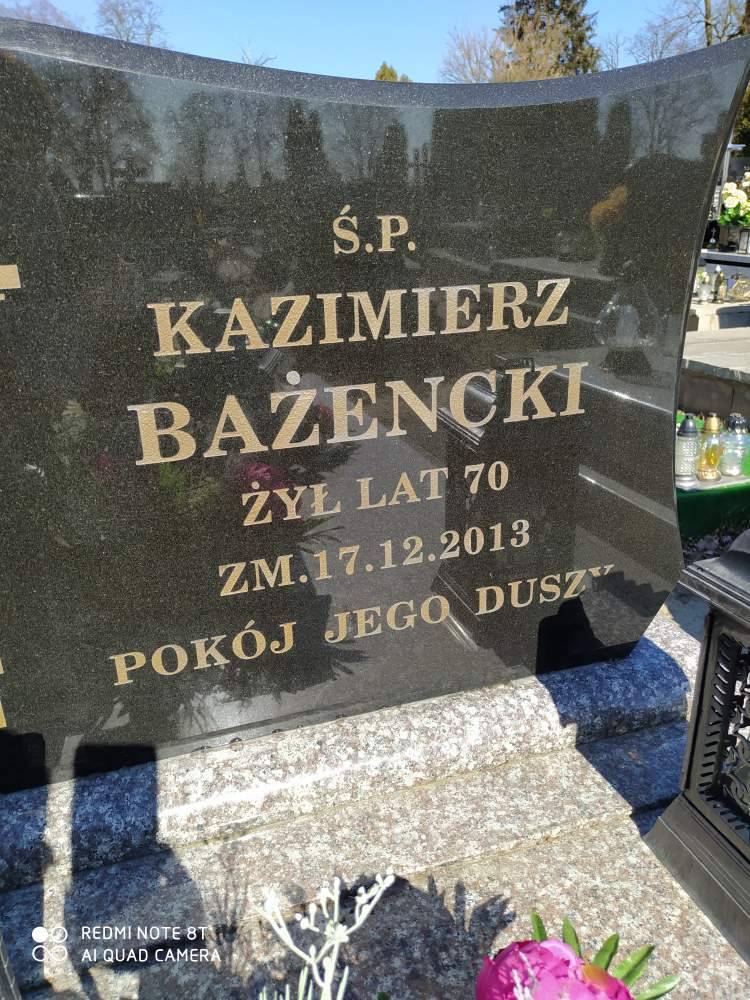 Ś.P.
KAZIMIERZ
BAŻENCKI
ŻYŁ LAT 70
ZM.17.12.2013
POKÓJ JEGO DUSZY
REDMI NOTE 8T
AI QUAD CAMERA